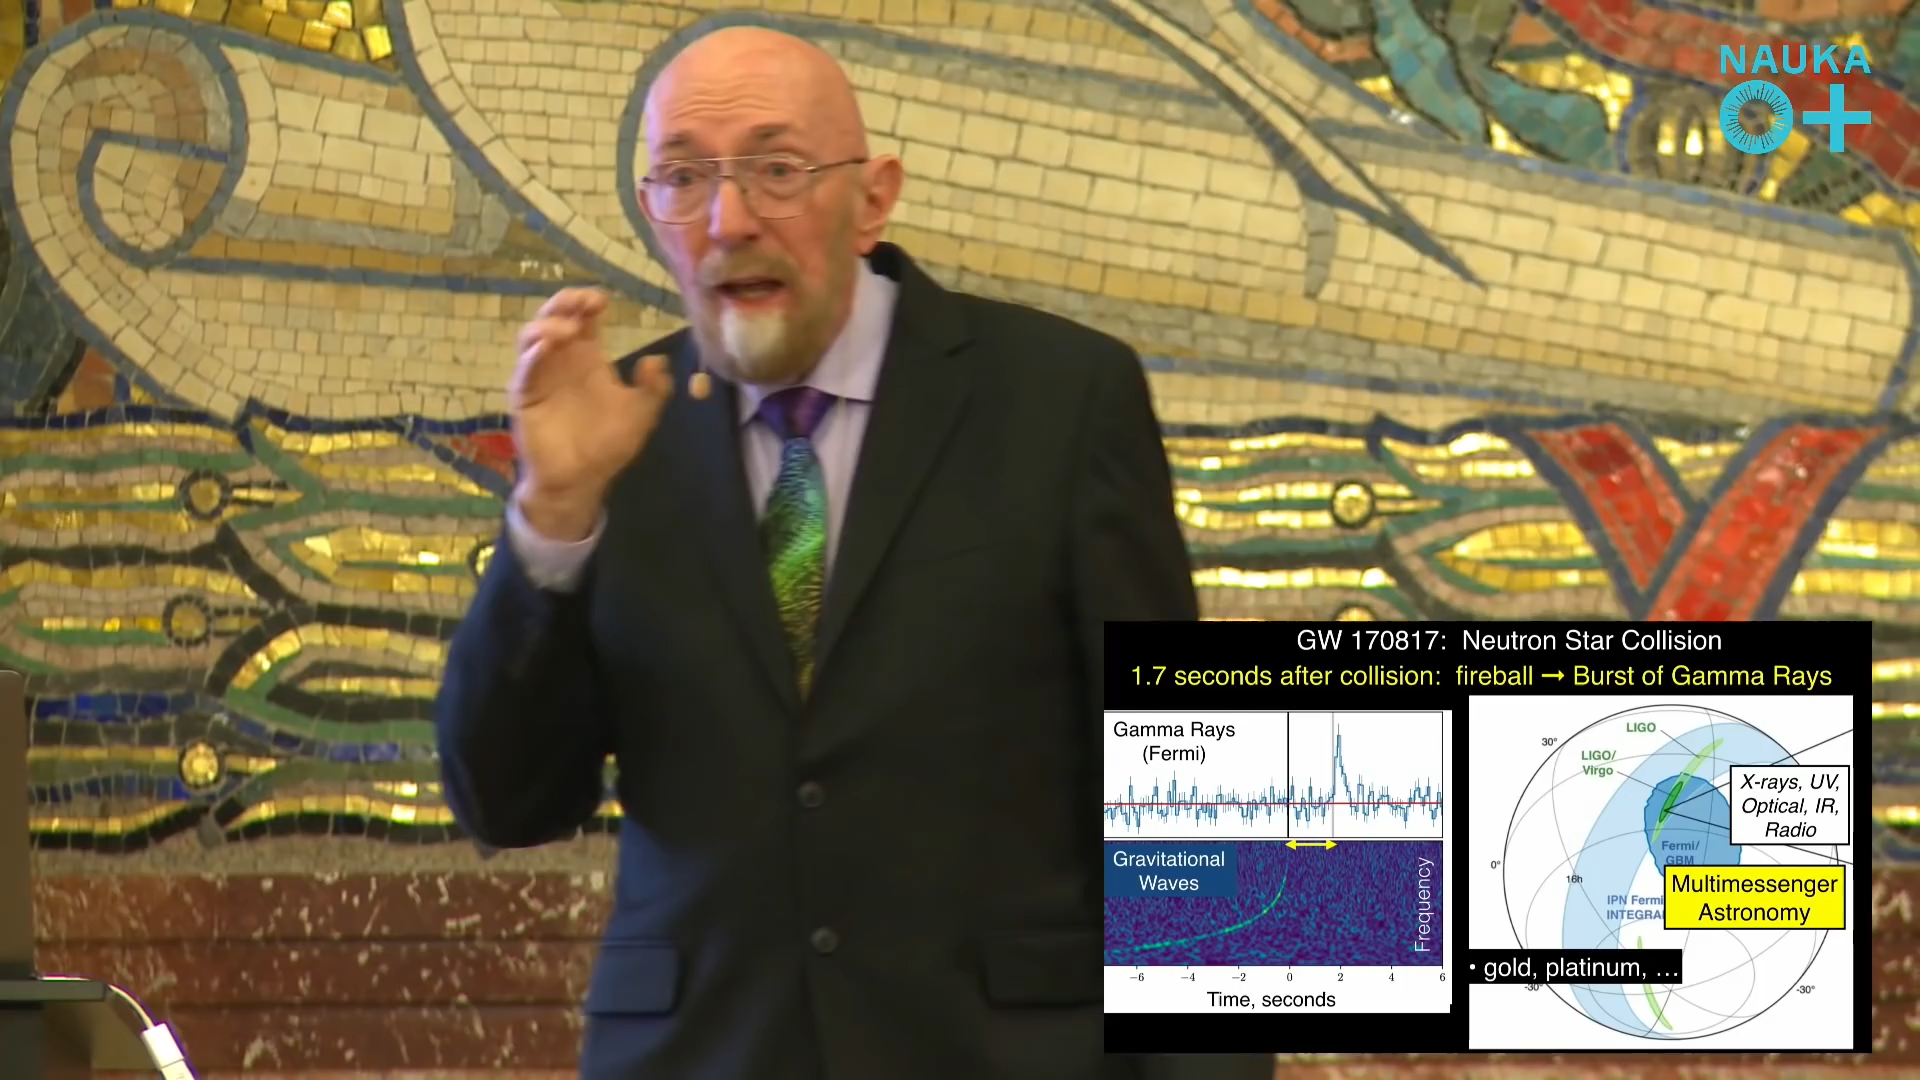 NAUKA
0+
GW 170817: Neutron Star Collision
1.7 seconds after collision: fireball → Burst of Gamma Rays
Gamma Rays
(Fermi)
Gravitational
Waves
Frequency
−6 −4 −2 0 2 4 6
Time, seconds
LIGO
30°
LIGO/
Virgo
X-rays, UV,
Optical, IR,
Radio
Fermi/
GBM
0°
16h
Multimessenger
Astronomy
IPN Fermi
INTEGRAL
• gold, platinum, …
-30°
-30°